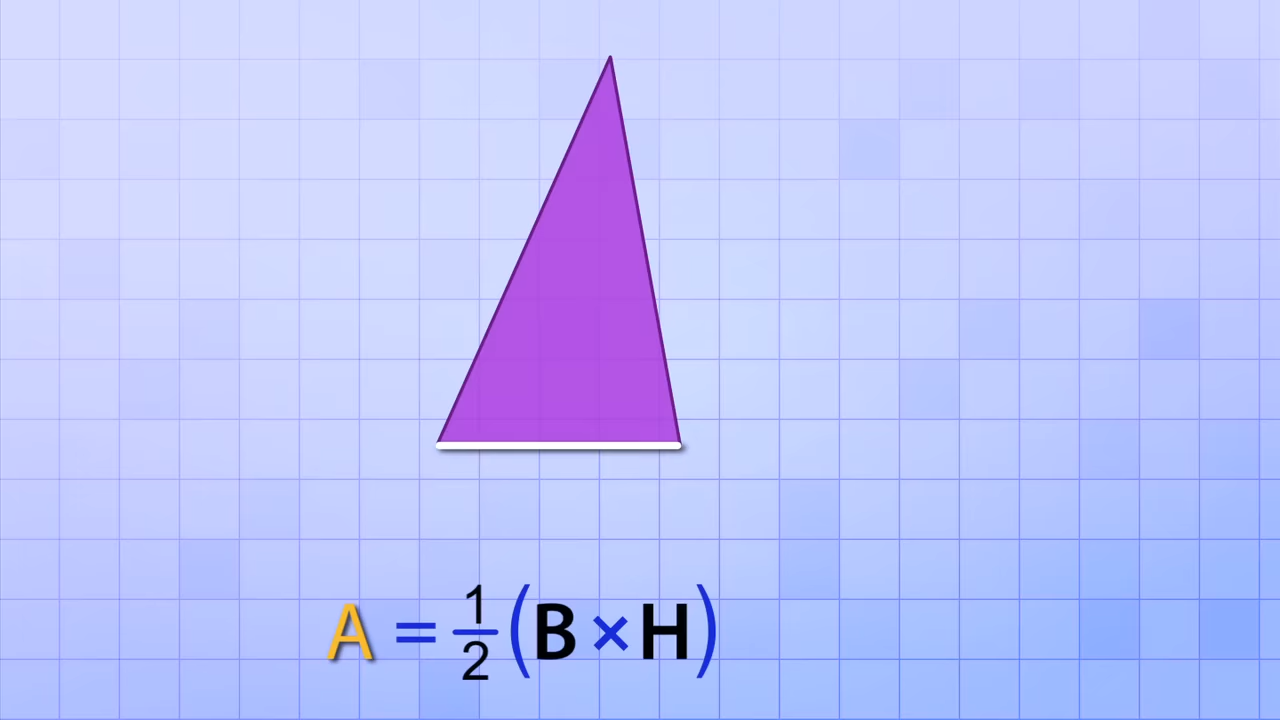 A = 1/2 (B × H)